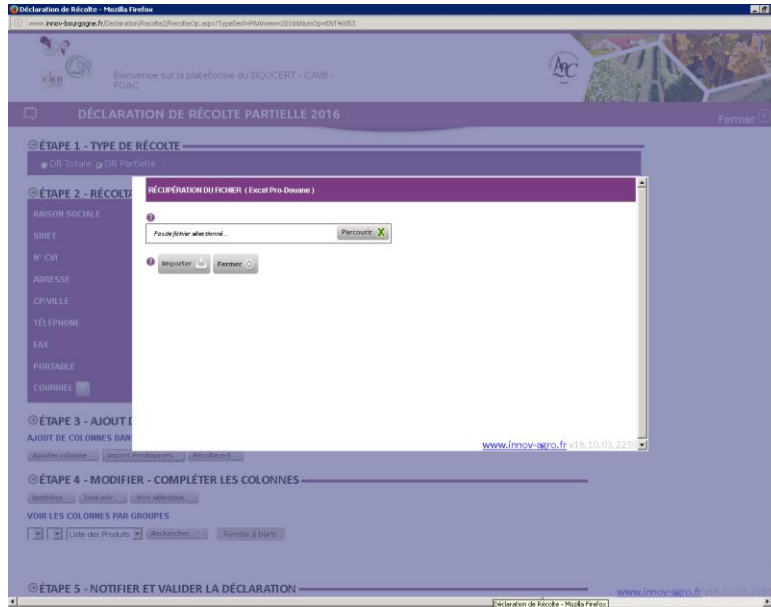 Déclaration de Récolte - Mozilla Firefox
www.innov-bourgogne.fr/Declaration/Recolte2/RecolteOp.aspx?TypeDecl=P&Annee=2016&NumOp=ENT46853
Bienvenue sur la plateforme du SIQOCERT - CAVB -
FDAC
DÉCLARATION DE RÉCOLTE PARTIELLE 2016
Fermer
ÉTAPE 1 - TYPE DE RÉCOLTE
DR Totale DR Partielle
ÉTAPE 2 - RÉCOLTA
RÉCUPÉRATION DU FICHIER ( Excel Pro-Douane )
RAISON SOCIALE
Pas de fichier sélectionné...
Parcourir
SIRET
N° CVI
Importer
Fermer
ADRESSE
CP/VILLE
TÉLÉPHONE
FAX
PORTABLE
COURRIEL
ÉTAPE 3 - AJOUT D
AJOUT DE COLONNES DAN
www.innov-agro.fr v16.10.03.2230
Ajouter colonne
Import Prodouanes
Récolte n-1
ÉTAPE 4 - MODIFIER - COMPLÉTER LES COLONNES
Synthèse
Tout voir
Voir sélection
VOIR LES COLONNES PAR GROUPES
Liste des Produits
Rechercher
Remise à blanc
ÉTAPE 5 - NOTIFIER ET VALIDER LA DÉCLARATION
www.innov-agro.fr
Déclaration de Récolte - Mozilla Firefox